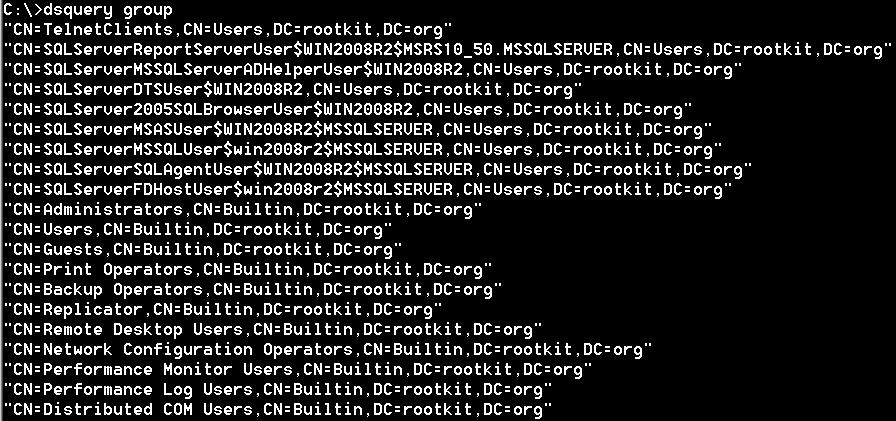 C:\>dsquery group
"CN=TelnetClients,CN=Users,DC=rootkit,DC=org"
"CN=SQLServerReportServerUser$WIN2008R2$MSRS10_50.MSSQLSERVER,CN=Users,DC=rootkit,DC=org"
"CN=SQLServerMSSQLServerADHelperUser$WIN2008R2,CN=Users,DC=rootkit,DC=org"
"CN=SQLServerDTSUser$WIN2008R2,CN=Users,DC=rootkit,DC=org"
"CN=SQLServer2005SQLBrowserUser$WIN2008R2,CN=Users,DC=rootkit,DC=org"
"CN=SQLServerMSASUser$WIN2008R2$MSSQLSERVER,CN=Users,DC=rootkit,DC=org"
"CN=SQLServerMSSQLUser$win2008r2$MSSQLSERVER,CN=Users,DC=rootkit,DC=org"
"CN=SQLServerSQLAgentUser$WIN2008R2$MSSQLSERVER,CN=Users,DC=rootkit,DC=org"
"CN=SQLServerFDHostUser$win2008r2$MSSQLSERVER,CN=Users,DC=rootkit,DC=org"
"CN=Administrators,CN=Builtin,DC=rootkit,DC=org"
"CN=Users,CN=Builtin,DC=rootkit,DC=org"
"CN=Guests,CN=Builtin,DC=rootkit,DC=org"
"CN=Print Operators,CN=Builtin,DC=rootkit,DC=org"
"CN=Backup Operators,CN=Builtin,DC=rootkit,DC=org"
"CN=Replicator,CN=Builtin,DC=rootkit,DC=org"
"CN=Remote Desktop Users,CN=Builtin,DC=rootkit,DC=org"
"CN=Network Configuration Operators,CN=Builtin,DC=rootkit,DC=org"
"CN=Performance Monitor Users,CN=Builtin,DC=rootkit,DC=org"
"CN=Performance Log Users,CN=Builtin,DC=rootkit,DC=org"
"CN=Distributed COM Users,CN=Builtin,DC=rootkit,DC=org"